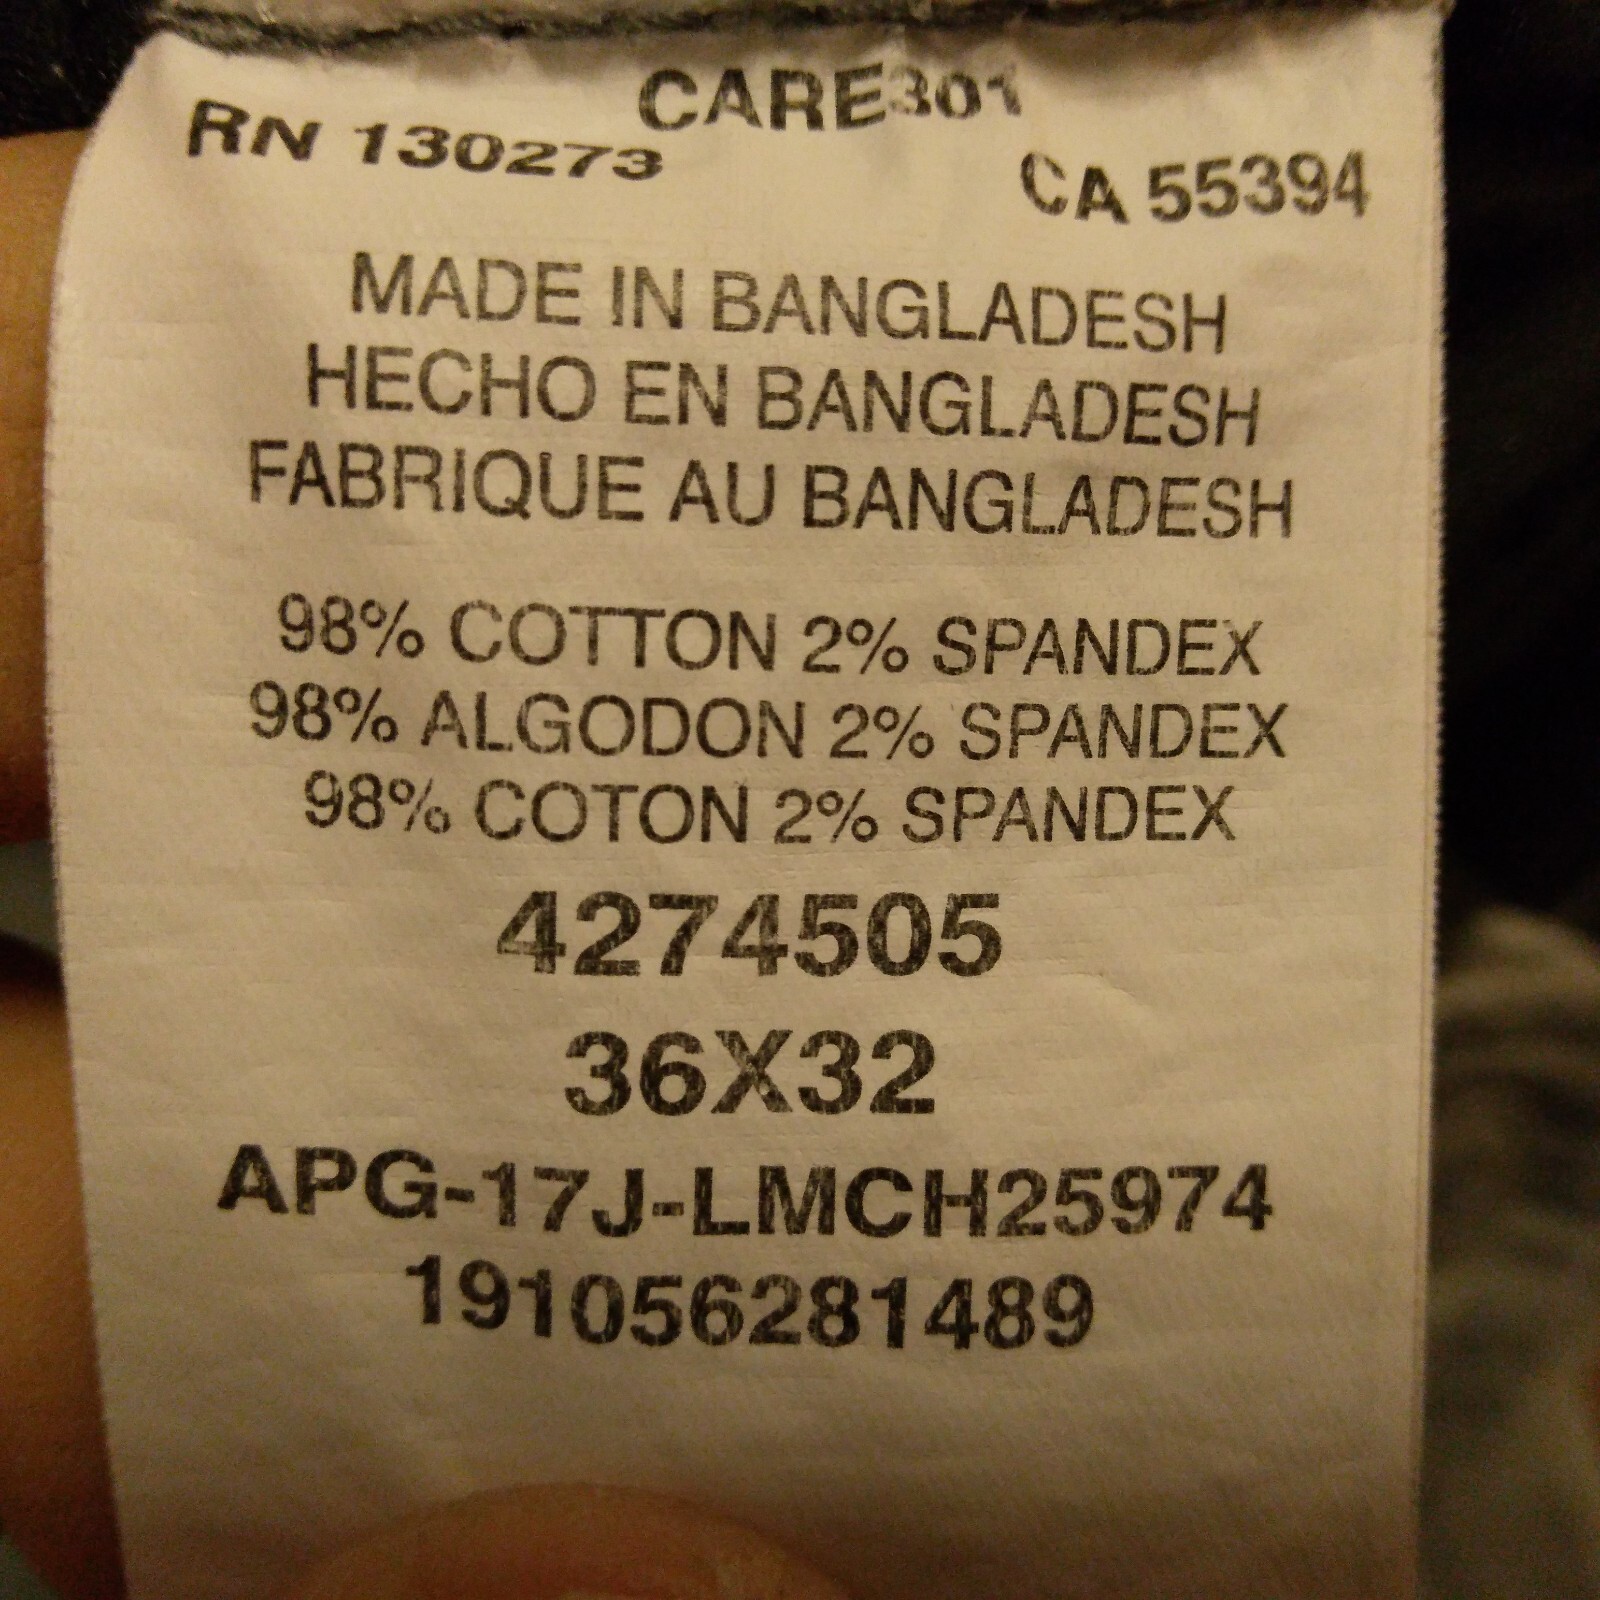 CARE301
RN 130273
CA 55394
MADE IN BANGLADESH
HECHO EN BANGLADESH
FABRIQUE AU BANGLADESH
98% COTTON 2% SPANDEX
98% ALGODON 2% SPANDEX
98% COTON 2% SPANDEX
4274505
36X32
APG-17J-LMCH25974
191056281489